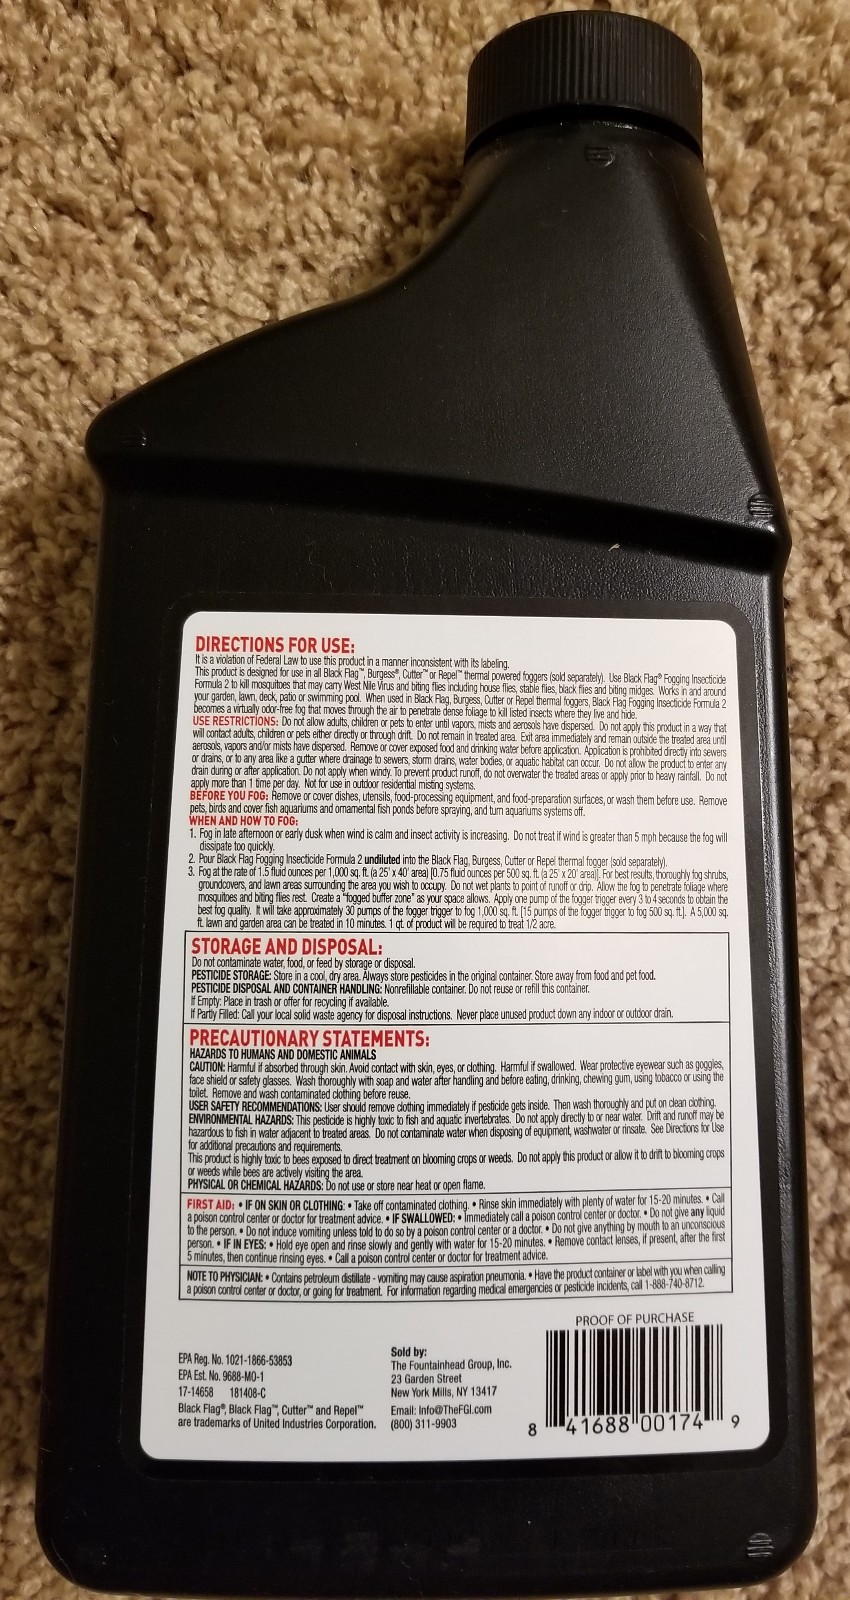 DIRECTIONS FOR USE:
It is a violation of Federal Law to use this product in a manner inconsistent with its labeling.
This product is designed for use in all Black Flag™, Burgess®, Cutter™ or Repel™ thermal powered foggers (sold separately). Use Black Flag® Fogging Insecticide
Formula 2 to kill mosquitoes that may carry West Nile Virus and biting flies including house flies, stable flies, black flies and biting midges. Works in and around
your garden, lawn, deck, patio or swimming pool. When used in Black Flag, Burgess, Cutter or Repel thermal foggers, Black Flag Fogging Insecticide Formula 2
becomes a virtually odor-free fog that moves through the air to penetrate dense foliage to kill listed insects where they live and hide.
USE RESTRICTIONS: Do not allow adults, children or pets to enter until vapors, mists and aerosols have dispersed. Do not apply this product in a way that
will contact adults, children or pets either directly or through drift. Do not remain in treated area. Exit area immediately and remain outside the treated area until
aerosols, vapors and/or mists have dispersed. Remove or cover exposed food and drinking water before application. Application is prohibited directly into sewers
or drains, or to any area like a gutter where drainage to sewers, storm drains, water bodies, or aquatic habitat can occur. Do not allow the product to enter any
drain during or after application. Do not apply when windy. To prevent product runoff, do not overwater the treated areas or apply prior to heavy rainfall. Do not
apply more than 1 time per day. Not for use in outdoor residential misting systems.
BEFORE YOU FOG: Remove or cover dishes, utensils, food-processing equipment, and food-preparation surfaces, or wash them before use. Remove
pets, birds and cover fish aquariums and ornamental fish ponds before spraying, and turn aquariums systems off.
WHEN AND HOW TO FOG:
1. Fog in late afternoon or early dusk when wind is calm and insect activity is increasing. Do not treat if wind is greater than 5 mph because the fog will
dissipate too quickly.
2. Pour Black Flag Fogging Insecticide Formula 2 undiluted into the Black Flag, Burgess, Cutter or Repel thermal fogger (sold separately).
3. Fog at the rate of 1.5 fluid ounces per 1,000 sq. ft. (a 25' x 40' area) [0.75 fluid ounces per 500 sq. ft. (a 25' x 20' area)]. For best results, thoroughly fog shrubs,
groundcovers, and lawn areas surrounding the area you wish to occupy. Do not wet plants to point of runoff or drip. Allow the fog to penetrate foliage where
mosquitoes and biting flies rest. Create a "fogged buffer zone" as your space allows. Apply one pump of the fogger trigger every 3 to 4 seconds to obtain the
best fog quality. It will take approximately 30 pumps of the fogger trigger to fog 1,000 sq. ft. [15 pumps of the fogger trigger to fog 500 sq. ft.]. A 5,000 sq.
ft. lawn and garden area can be treated in 10 minutes. 1 qt. of product will be required to treat 1/2 acre.
STORAGE AND DISPOSAL:
Do not contaminate water, food, or feed by storage or disposal.
PESTICIDE STORAGE: Store in a cool, dry area. Always store pesticides in the original container. Store away from food and pet food.
PESTICIDE DISPOSAL AND CONTAINER HANDLING: Nonrefillable container. Do not reuse or refill this container.
If Empty: Place in trash or offer for recycling if available.
If Partly Filled: Call your local solid waste agency for disposal instructions. Never place unused product down any indoor or outdoor drain.
PRECAUTIONARY STATEMENTS:
HAZARDS TO HUMANS AND DOMESTIC ANIMALS
CAUTION: Harmful if absorbed through skin. Avoid contact with skin, eyes, or clothing. Harmful if swallowed. Wear protective eyewear such as goggles,
face shield or safety glasses. Wash thoroughly with soap and water after handling and before eating, drinking, chewing gum, using tobacco or using the
toilet. Remove and wash contaminated clothing before reuse.
USER SAFETY RECOMMENDATIONS: User should remove clothing immediately if pesticide gets inside. Then wash thoroughly and put on clean clothing.
ENVIRONMENTAL HAZARDS: This pesticide is highly toxic to fish and aquatic invertebrates. Do not apply directly to or near water. Drift and runoff may be
hazardous to fish in water adjacent to treated areas. Do not contaminate water when disposing of equipment, washwater or rinsate. See Directions for Use
for additional precautions and requirements.
This product is highly toxic to bees exposed to direct treatment on blooming crops or weeds. Do not apply this product or allow it to drift to blooming crops
or weeds while bees are actively visiting the area.
PHYSICAL OR CHEMICAL HAZARDS: Do not use or store near heat or open flame.
FIRST AID: • IF ON SKIN OR CLOTHING: • Take off contaminated clothing. • Rinse skin immediately with plenty of water for 15-20 minutes. • Call
a poison control center or doctor for treatment advice. • IF SWALLOWED: • Immediately call a poison control center or doctor. • Do not give any liquid
to the person. • Do not induce vomiting unless told to do so by a poison control center or a doctor. • Do not give anything by mouth to an unconscious
person. • IF IN EYES: • Hold eye open and rinse slowly and gently with water for 15-20 minutes. • Remove contact lenses, if present, after the first
5 minutes, then continue rinsing eyes. • Call a poison control center or doctor for treatment advice.
NOTE TO PHYSICIAN: • Contains petroleum distillate - vomiting may cause aspiration pneumonia. • Have the product container or label with you when calling
a poison control center or doctor, or going for treatment. For information regarding medical emergencies or pesticide incidents, call 1-888-740-8712.
PROOF OF PURCHASE
EPA Reg. No. 1021-1866-53853
EPA Est. No. 9688-MO-1
17-14658 181408-C
Black Flag®, Black Flag™, Cutter™ and Repel™
are trademarks of United Industries Corporation.
Sold by:
The Fountainhead Group, Inc.
23 Garden Street
New York Mills, NY 13417
Email: Info@TheFGI.com
(800) 311-9903
8 41688 00174 9